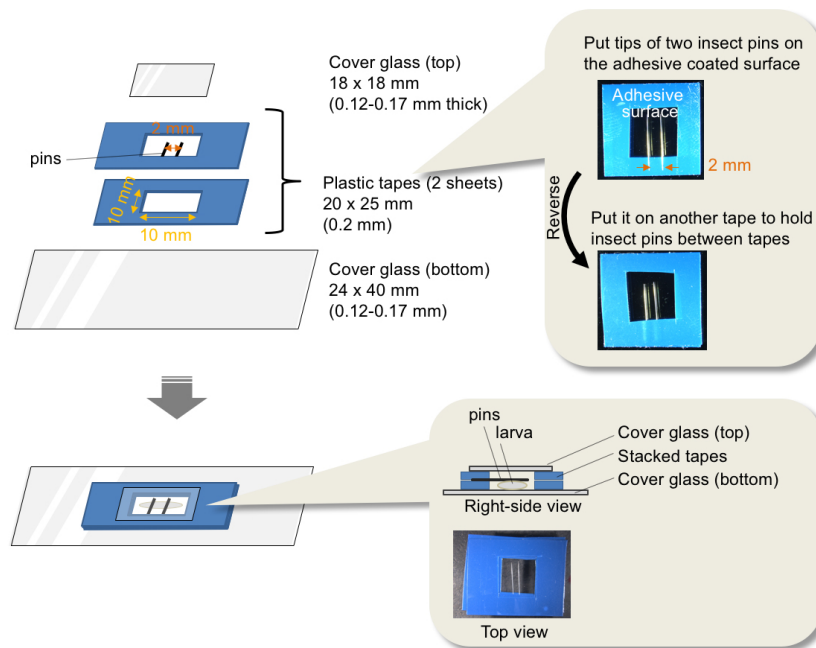 Cover glass (top)
18 x 18 mm
(0.12-0.17 mm thick)
2 mm
pins
10 mm
10 mm
Plastic tapes (2 sheets)
20 x 25 mm
(0.2 mm)
Cover glass (bottom)
24 x 40 mm
(0.12-0.17 mm)
Put tips of two insect pins on
the adhesive coated surface
Adhesive
surface
2 mm
Reverse
Put it on another tape to hold
insect pins between tapes
pins
larva
Cover glass (top)
Stacked tapes
Cover glass (bottom)
Right-side view
Top view